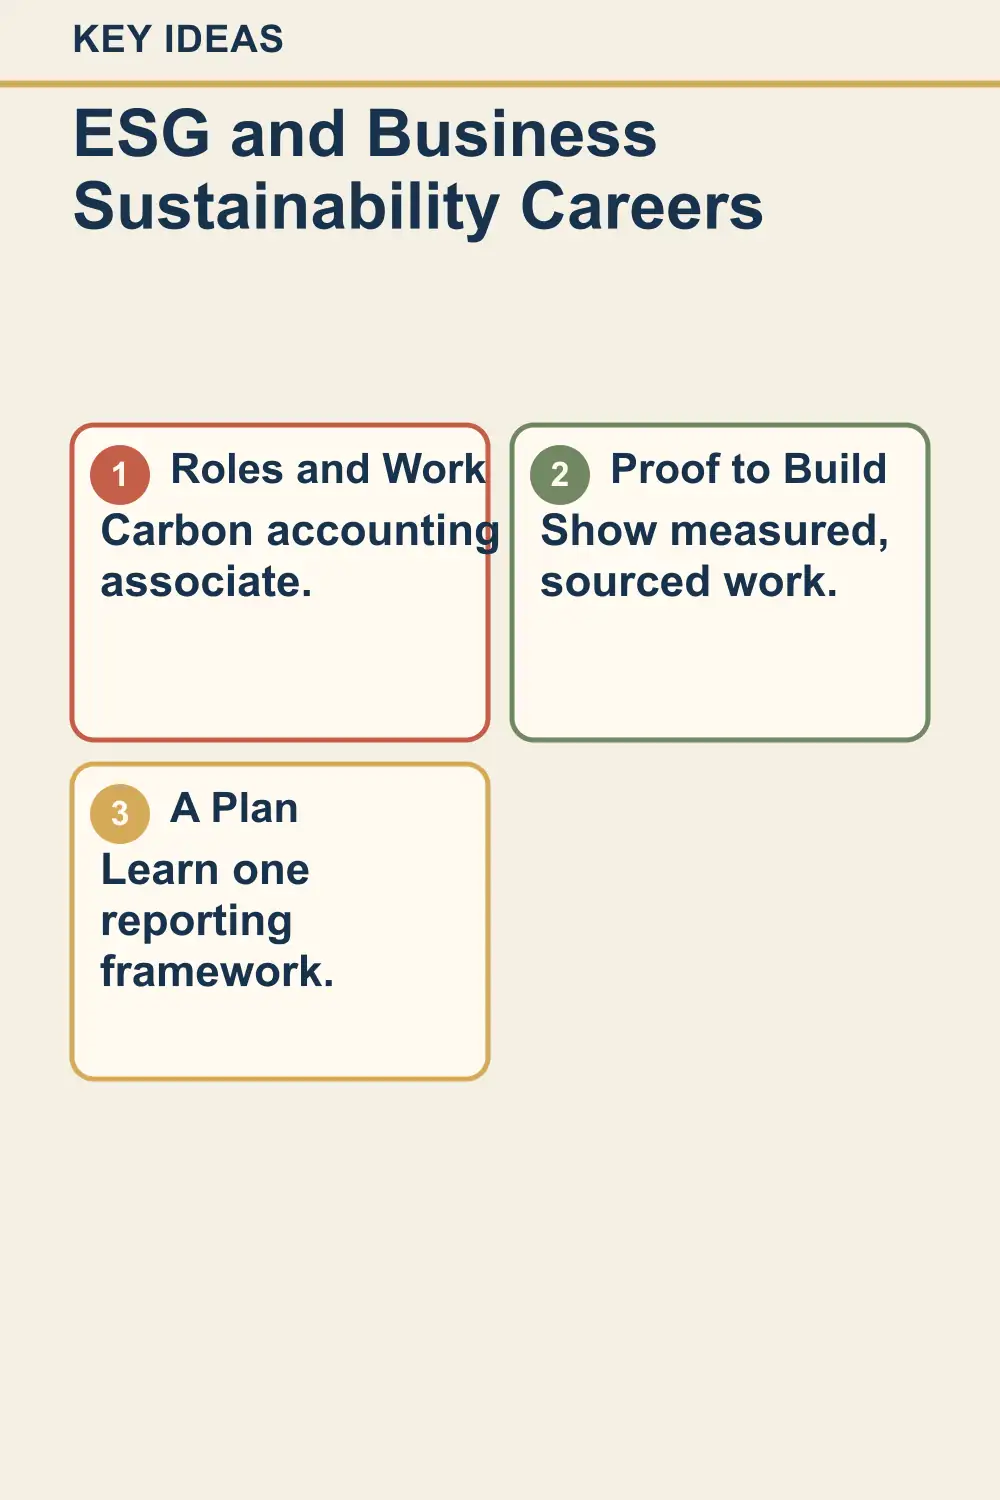 KEY IDEAS
ESG and Business
Sustainability Careers
1 Roles and Work
Carbon accounting
associate.
2 Proof to Build
Show measured,
sourced work.
3 A Plan
Learn one
reporting
framework.